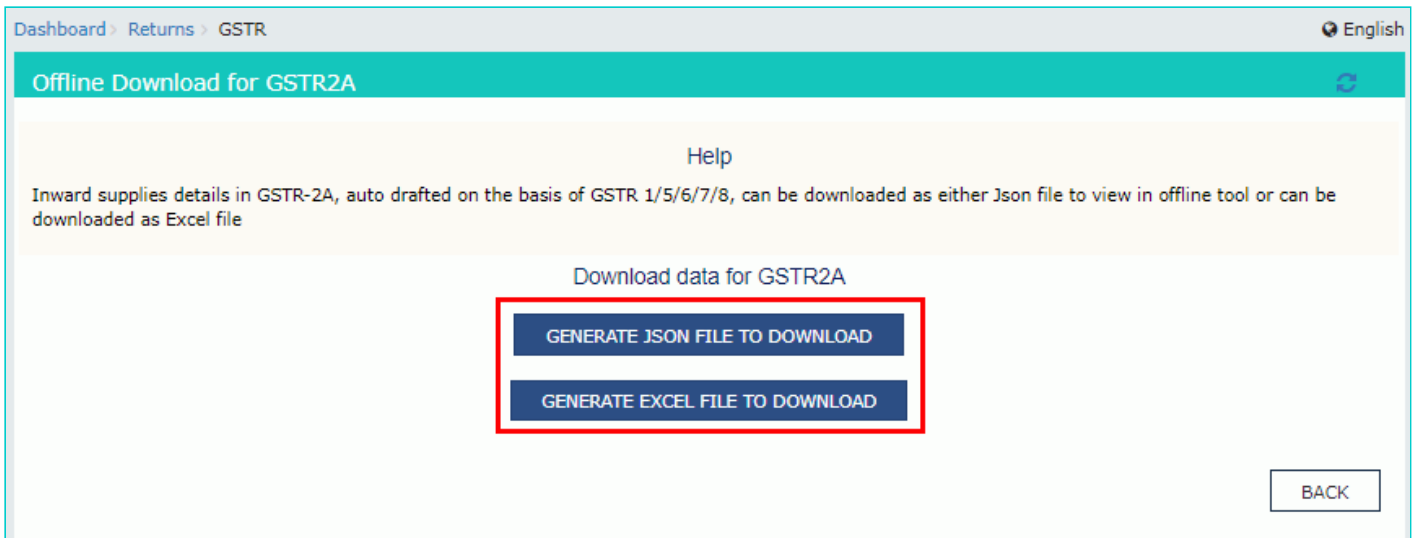 Dashboard › Returns › GSTR
English
Offline Download for GSTR2A
Help
Inward supplies details in GSTR-2A, auto drafted on the basis of GSTR 1/5/6/7/8, can be downloaded as either Json file to view in offline tool or can be
downloaded as Excel file
Download data for GSTR2A
GENERATE JSON FILE TO DOWNLOAD
GENERATE EXCEL FILE TO DOWNLOAD
BACK